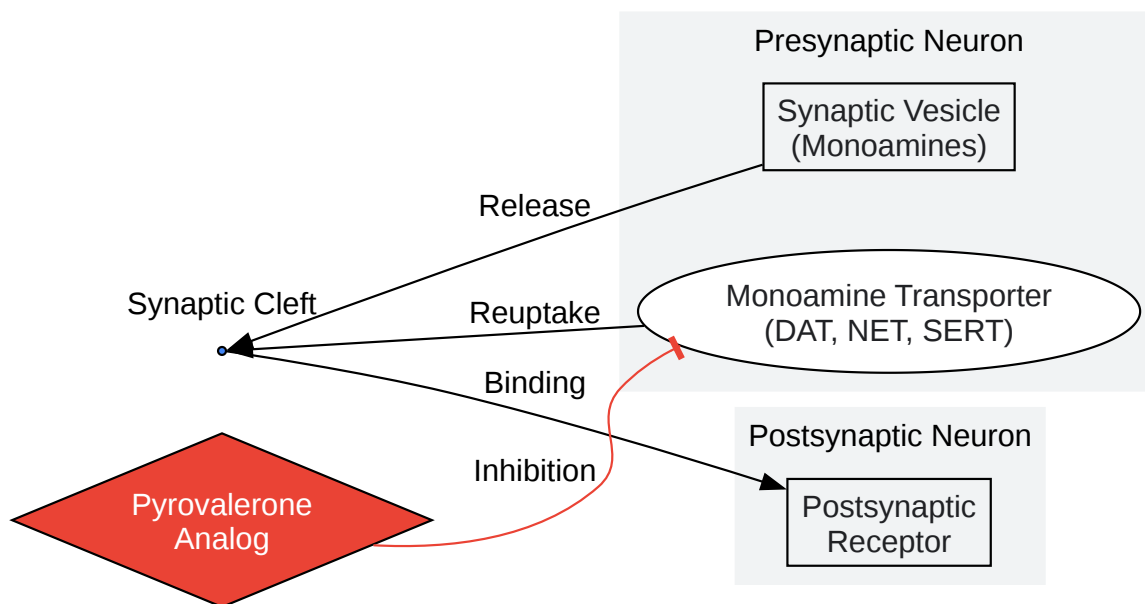 Presynaptic Neuron
Synaptic Vesicle
(Monoamines)
Release
Synaptic Cleft
Reuptake
Monoamine Transporter
(DAT, NET, SERT)
Binding
Postsynaptic Neuron
Inhibition
Pyrovalerone
Analog
Postsynaptic
Receptor